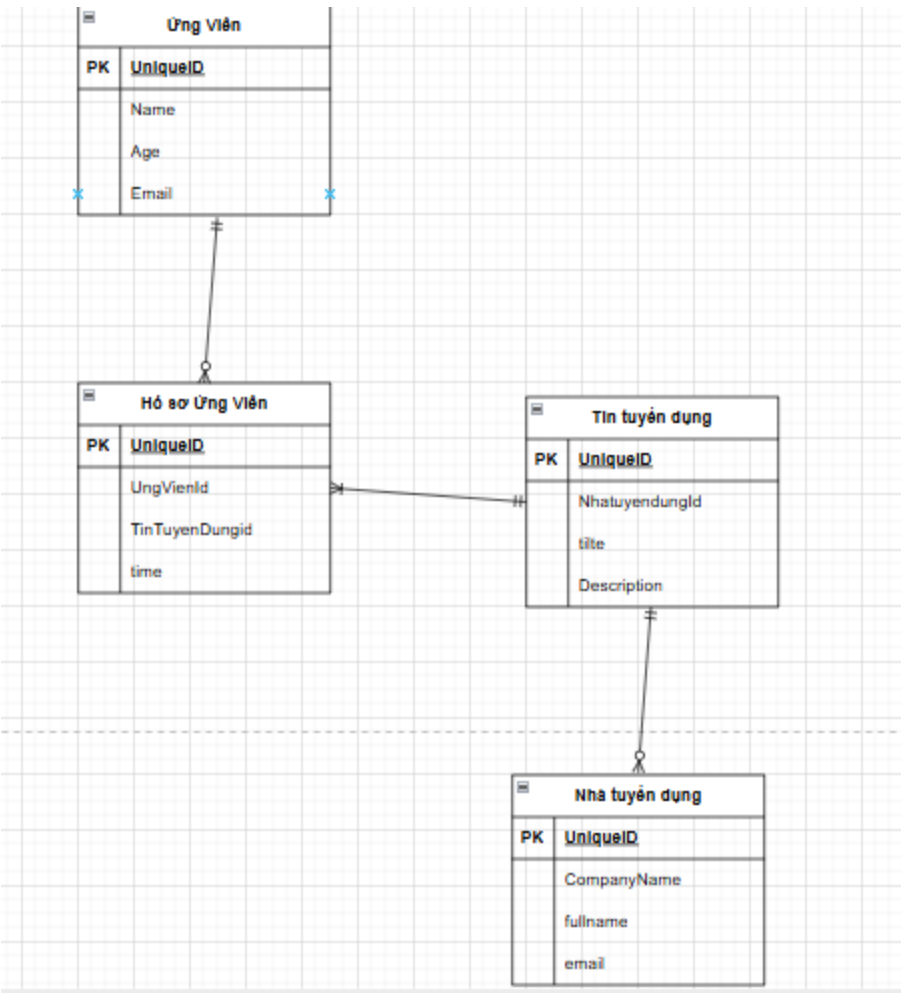 Ứng Viên
PK UniqueID
Name
Age
Email
Hồ sơ Ứng Viên
PK UniqueID
UngVienId
TinTuyenDungid
time
Tin tuyển dụng
PK UniqueID
NhatuyendungId
tilte
Description
Nhà tuyển dụng
PK UniqueID
CompanyName
fullname
email